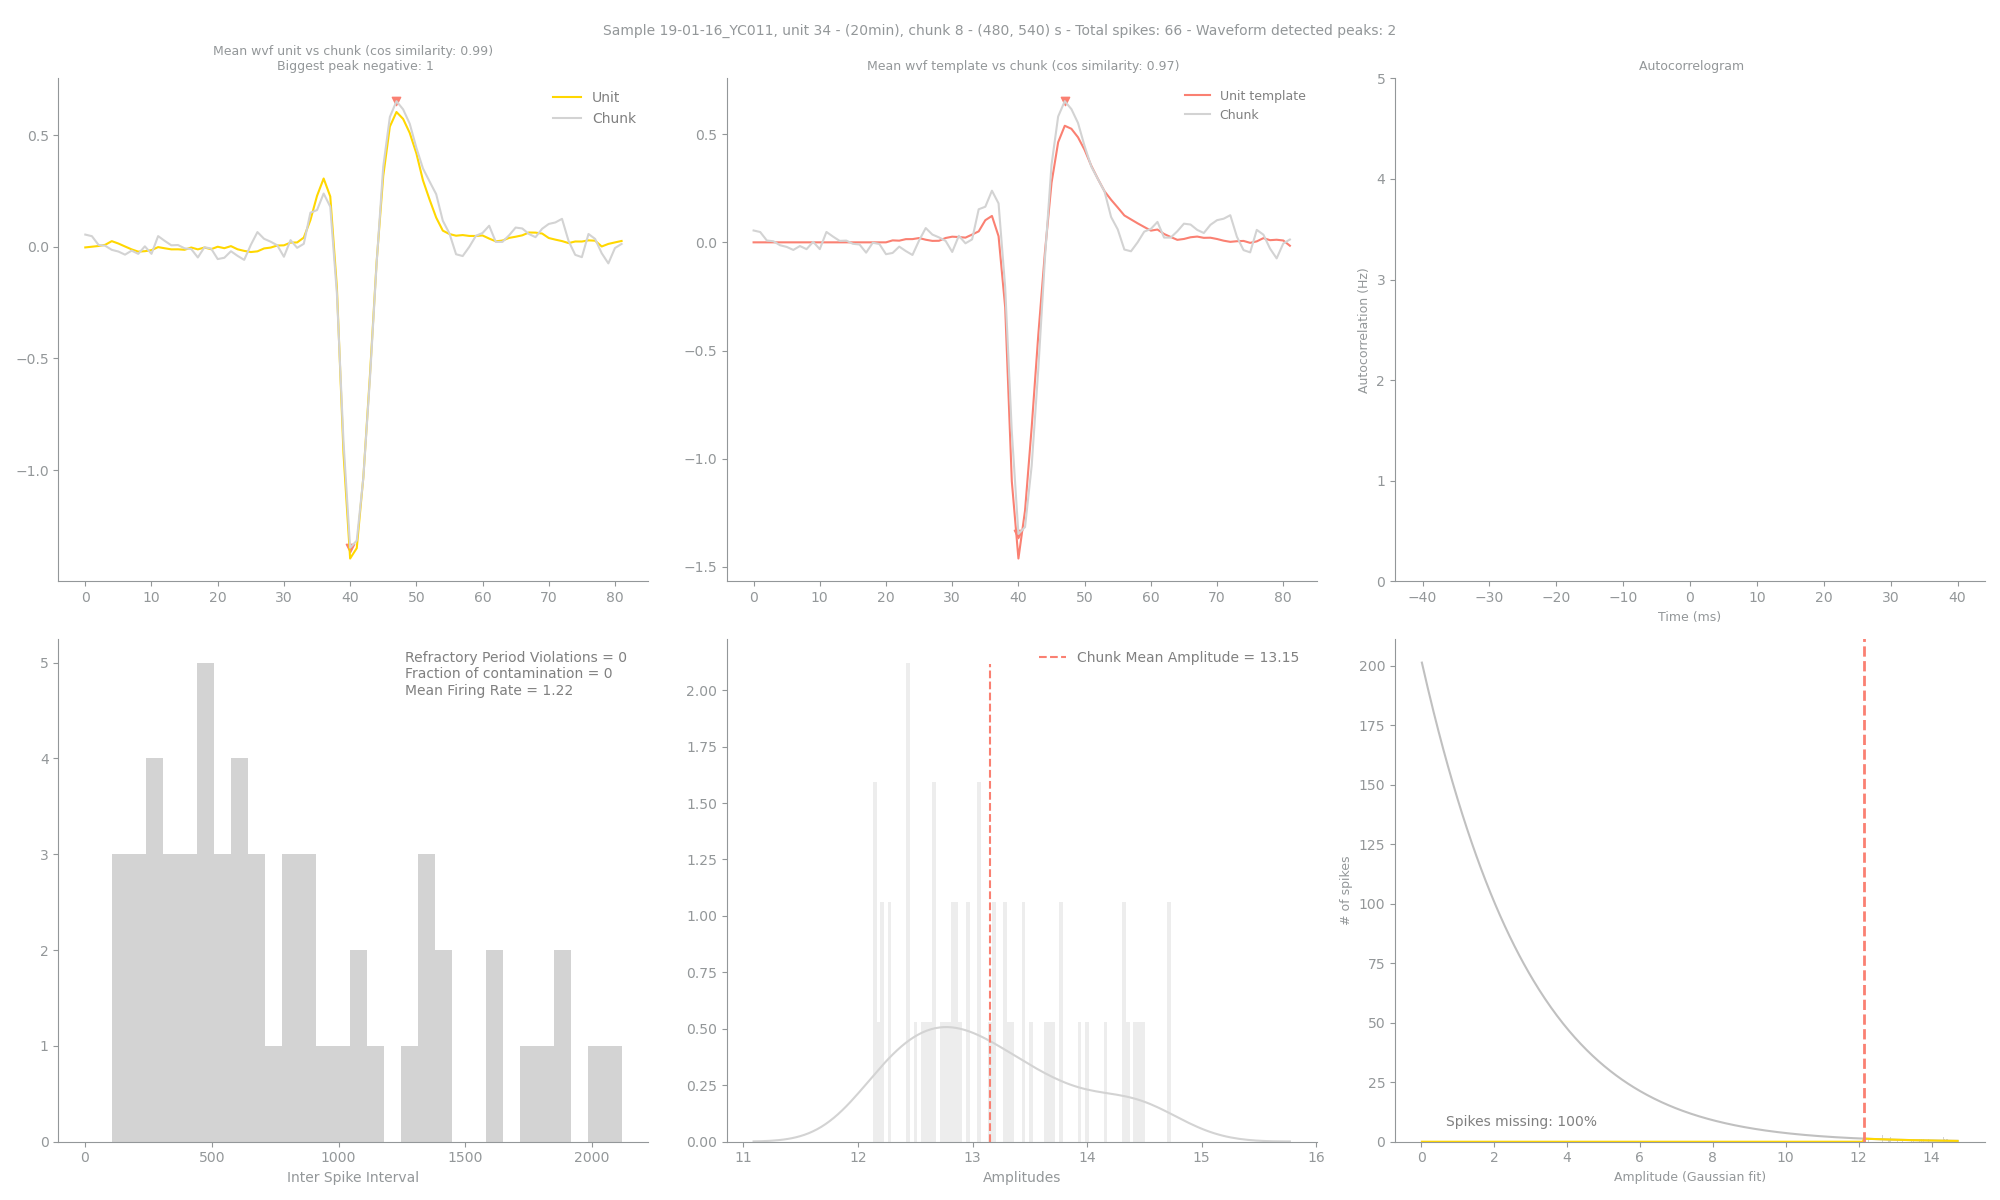 Sample 19-01-16_YC011, unit 34 - (20min), chunk 8 - (480, 540) s - Total spikes: 66 - Waveform detected peaks: 2
Mean wvf unit vs chunk (cos similarity: 0.99)
Biggest peak negative: 1
Unit
Chunk
0.5
0.0
−0.5
−1.0
0 10 20 30 40 50 60 70 80
Mean wvf template vs chunk (cos similarity: 0.97)
Unit template
Chunk
0.5
0.0
−0.5
−1.0
−1.5
0 10 20 30 40 50 60 70 80
Autocorrelogram
Autocorrelation (Hz)
5
4
3
2
1
0
−40 −30 −20 −10 0 10 20 30 40
Time (ms)
Refractory Period Violations = 0
Fraction of contamination = 0
Mean Firing Rate = 1.22
5
4
3
2
1
0
0 500 1000 1500 2000
Inter Spike Interval
Chunk Mean Amplitude = 13.15
2.00
1.75
1.50
1.25
1.00
0.75
0.50
0.25
0.00
11 12 13 14 15 16
Amplitudes
# of spikes
200
175
150
125
100
75
50
25
0
Spikes missing: 100%
0 2 4 6 8 10 12 14
Amplitude (Gaussian fit)